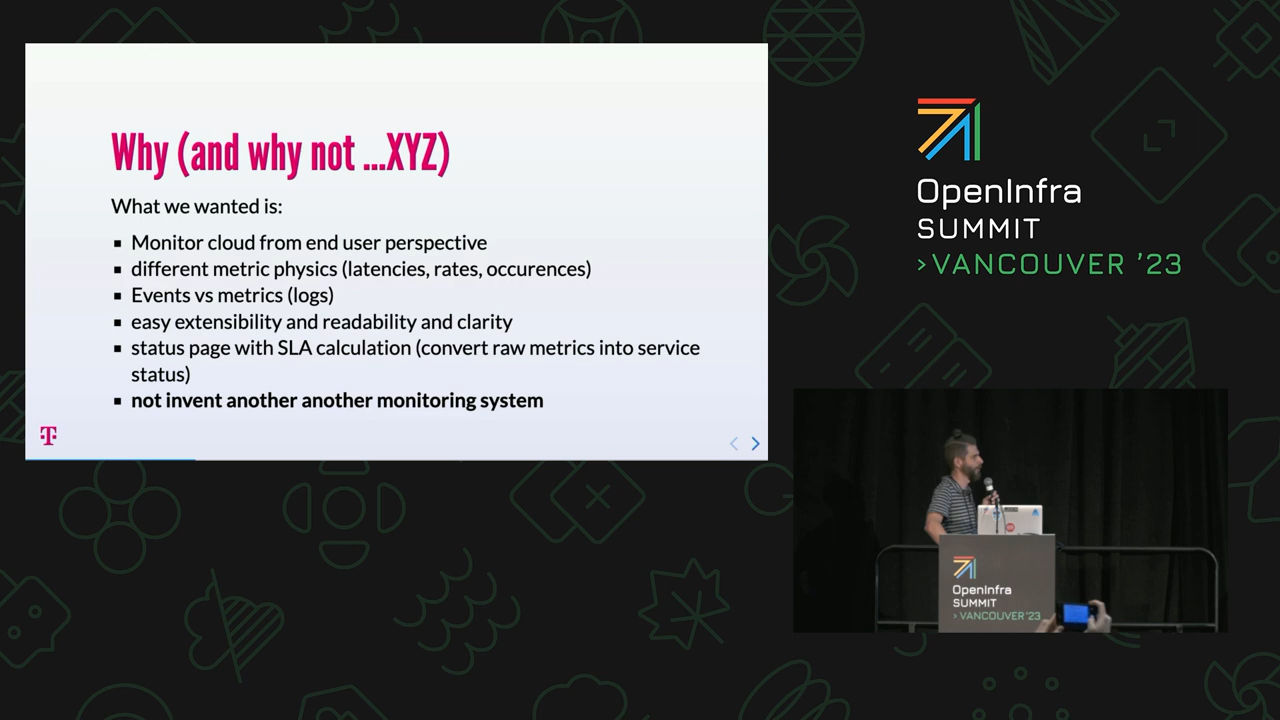 Why (and why not ...XYZ)
What we wanted is:
▪ Monitor cloud from end user perspective
▪ different metric physics (latencies, rates, occurences)
▪ Events vs metrics (logs)
▪ easy extensibility and readability and clarity
▪ status page with SLA calculation (convert raw metrics into service
status)
▪ not invent another another monitoring system
T
OpenInfra
SUMMIT
>VANCOUVER '23
OpenInfra
SUMMIT
>VANCOUVER'23